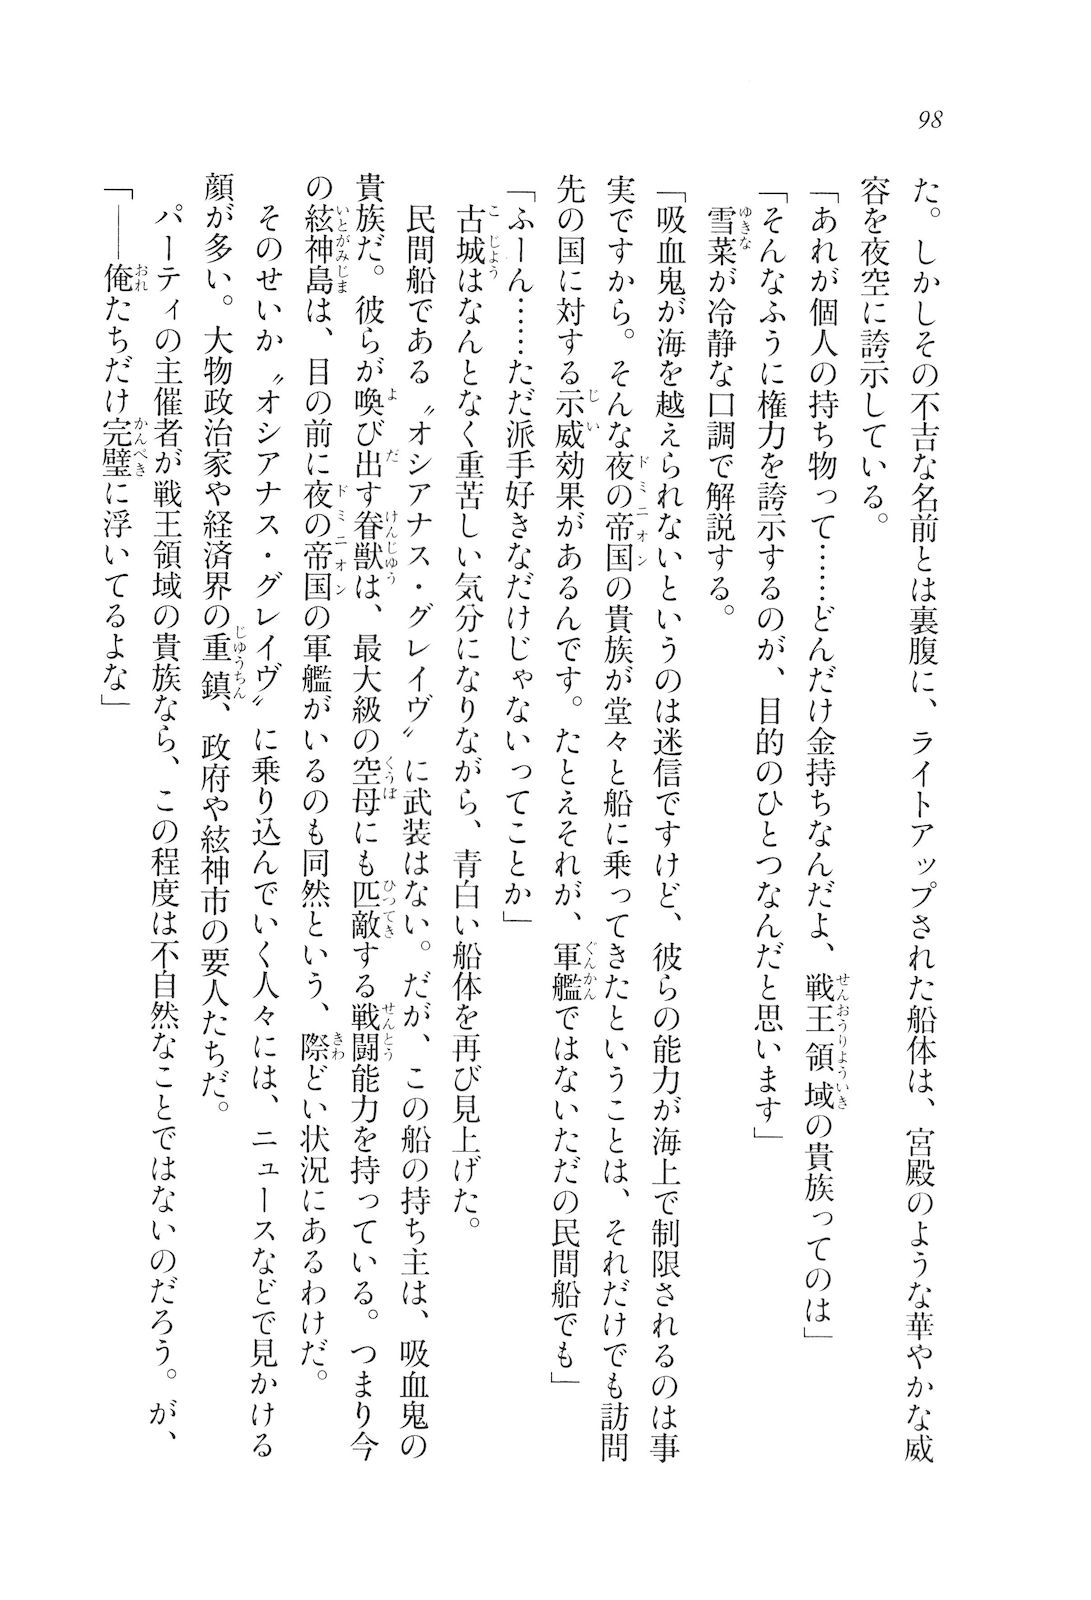 98
た。しかしその不吉な名前とは裏腹に、ライトアップされた船体は、宮殿のような華やかな威
容を夜空に誇示している。
「あれが個人の持ち物って……どんだけ金持ちなんだよ、戦王領域の貴族ってのは」
「そんなふうに権力を誇示するのが、目的のひとつなんだと思います」
雪菜が冷静な口調で解説する。
「吸血鬼が海を越えられないというのは迷信ですけど、彼らの能力が海上で制限されるのは事
実ですから。そんな夜の帝国の貴族が堂々と船に乗ってきたということは、それだけでも訪問
先の国に対する示威効果があるんです。たとえそれが、軍艦ではないただの民間船でも」
「ふーん……ただ派手好きなだけじゃないってことか」
古城はなんとなく重苦しい気分になりながら、青白い船体を再び見上げた。
民間船である〝オシアナス・グレイヴ〟に武装はない。だが、この船の持ち主は、吸血鬼の
貴族だ。彼らが喚び出す眷獣は、最大級の空母にも匹敵する戦闘能力を持っている。つまり今
の絃神島は、目の前に夜の帝国の軍艦がいるのも同然という、際どい状況にあるわけだ。
そのせいか〝オシアナス・グレイヴ〟に乗り込んでいく人々には、ニュースなどで見かける
顔が多い。大物政治家や経済界の重鎮、政府や絃神市の要人たちだ。
パーティの主催者が戦王領域の貴族なら、この程度は不自然なことではないのだろう。が、
「――俺たちだけ完璧に浮いてるよな」